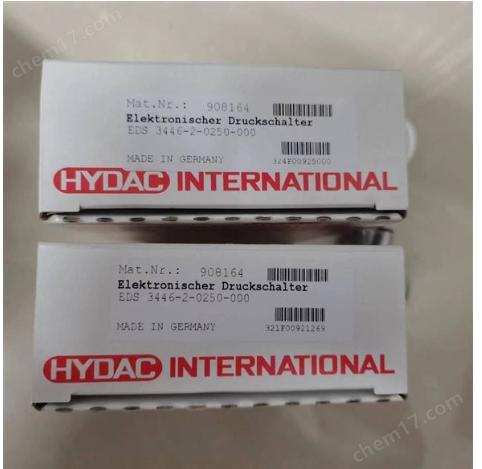 chem17.com
Mat.Nr.: 908164
Elektronischer Druckschalter
EDS 3446-2-0250-000
MADE IN GERMANY
324F00925000
HYDAC INTERNATIONAL
Mat.Nr.: 908164
Elektronischer Druckschalter
EDS 3446-2-0250-000
MADE IN GERMANY
321F00921269
HYDAC INTERNATIONAL
chem17.com